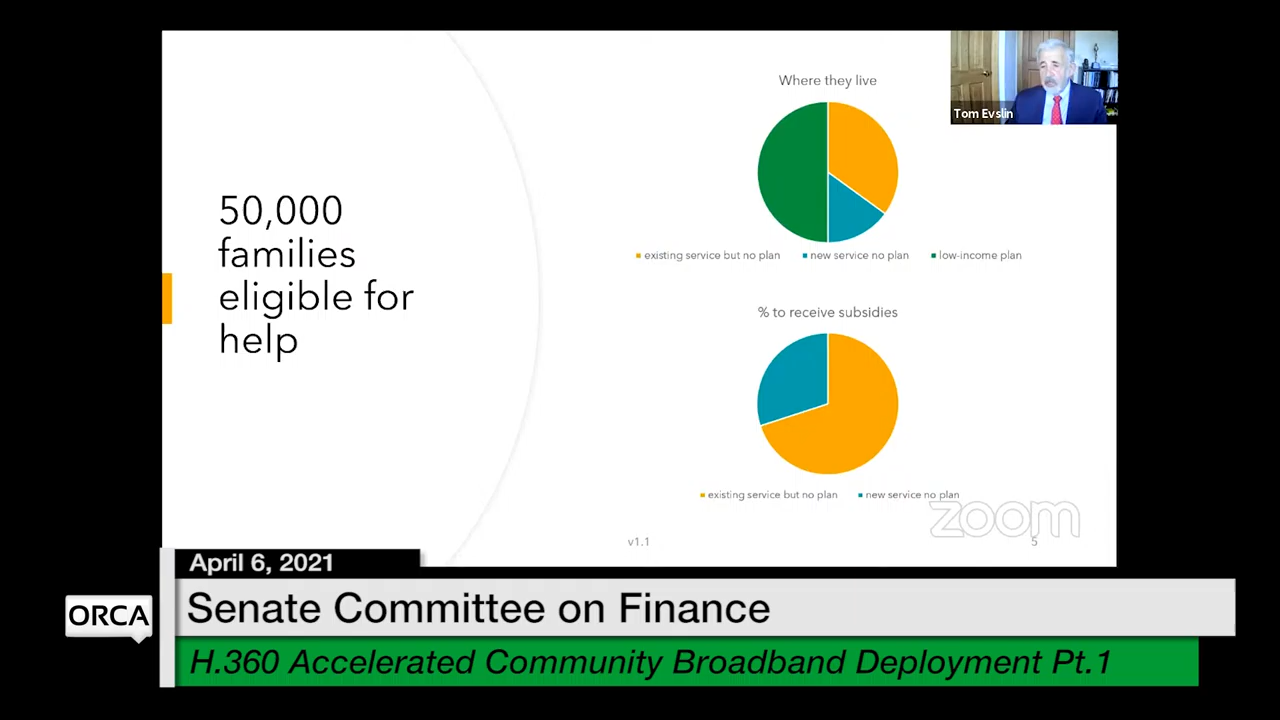 50,000
families
eligible for
help
Where they live
existing service but no plan
new service no plan
low-income plan
% to receive subsidies
existing service but no plan
new service no plan
Tom Evslin
zoom
v1.1
5
April 6, 2021
ORCA
Senate Committee on Finance
H.360 Accelerated Community Broadband Deployment Pt.1